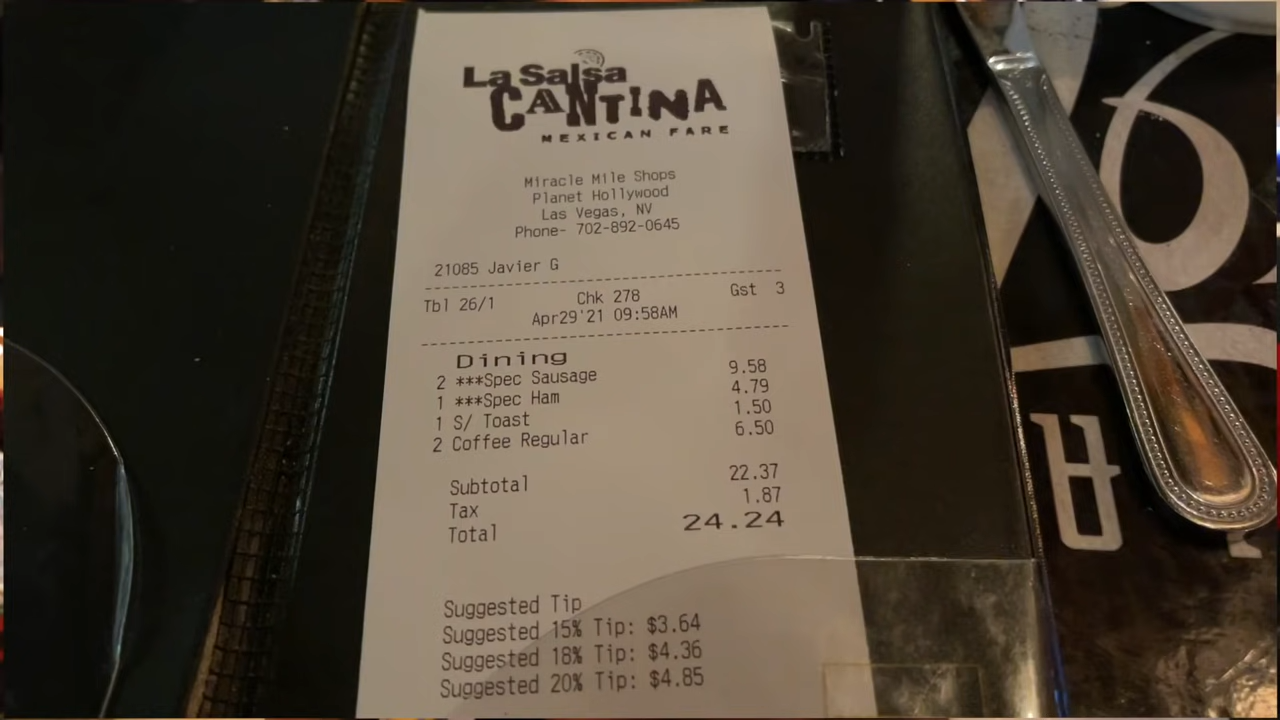 La Salsa
CANTINA
MEXICAN FARE
Miracle Mile Shops
Planet Hollywood
Las Vegas, NV
Phone- 702-892-0645
21085 Javier G
Tbl 26/1 Chk 278 Gst 3
Apr29'21 09:58AM
Dining
2 ***Spec Sausage 9.58
1 ***Spec Ham 4.79
1 S/ Toast 1.50
2 Coffee Regular 6.50
Subtotal 22.37
Tax 1.87
Total 24.24
Suggested Tip
Suggested 15% Tip: $3.64
Suggested 18% Tip: $4.36
Suggested 20% Tip: $4.85